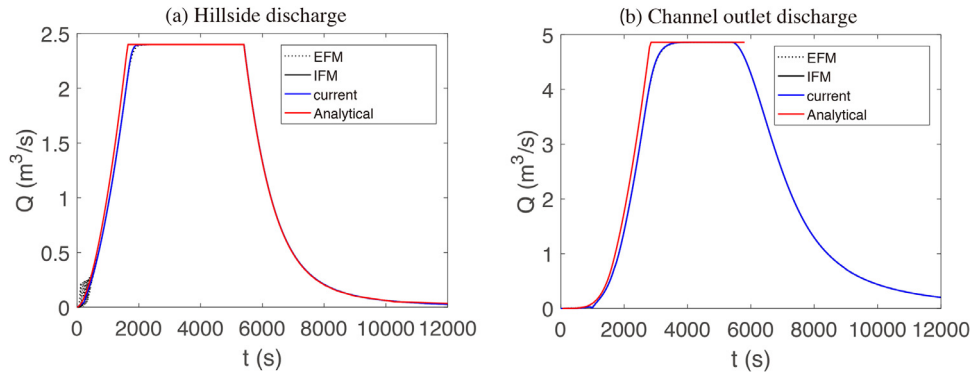 (a) Hillside discharge
2.5
2
1.5
1
0.5
0
Q (m³/s)
EFM
IFM
current
Analytical
0 2000 4000 6000 8000 10000 12000
t (s)
(b) Channel outlet discharge
5
4
3
2
1
0
Q (m³/s)
EFM
IFM
current
Analytical
0 2000 4000 6000 8000 10000 12000
t (s)